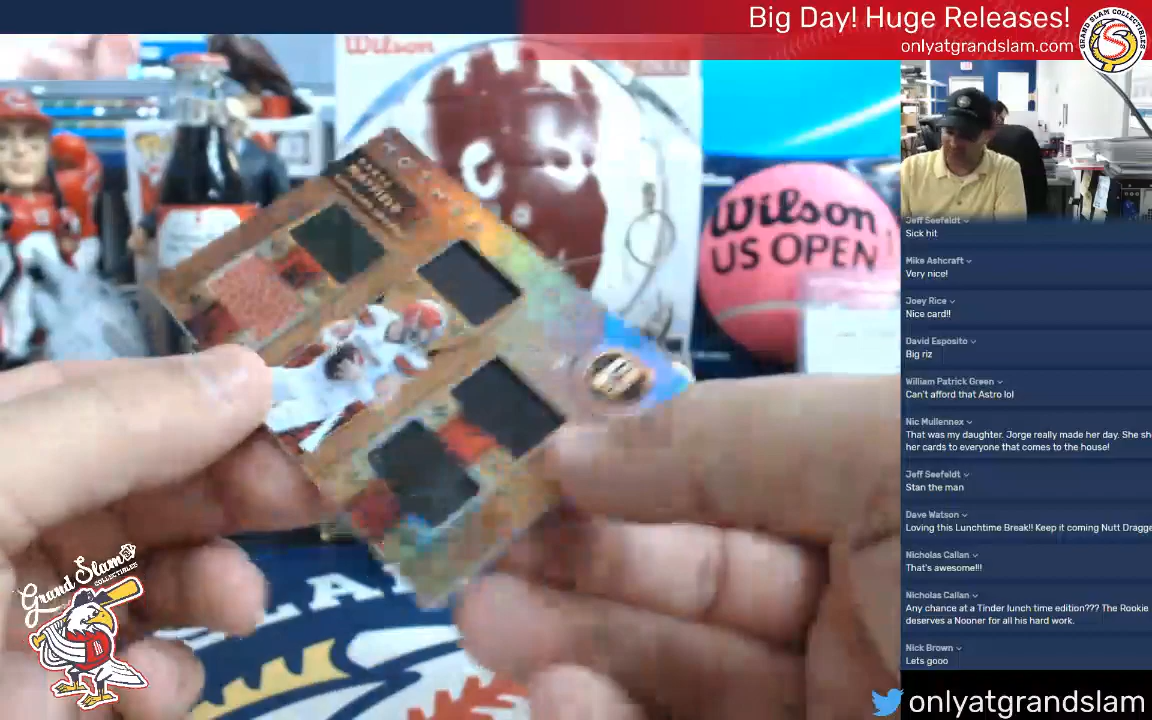 Big Day! Huge Releases!
onlyatgrandslam.com
GRAND SLAM COLLECTIBLES
Wilson
Wilson
US OPEN
Jeff Seefeldt
Sick hit
Mike Ashcraft
Very nice!
Joey Rice
Nice card!!
David Esposito
Big riz
William Patrick Green
Can't afford that Astro lol
Nic Mullennex
That was my daughter. Jorge really made her day. She sh
her cards to everyone that comes to the house!
Jeff Seefeldt
Stan the man
Dave Watson
Loving this Lunchtime Break!! Keep it coming Nutt Dragge
Nicholas Callan
That's awesome!!!
Nicholas Callan
Any chance at a Tinder lunch time edition??? The Rookie
deserves a Nooner for all his hard work.
Nick Brown
Lets gooo
Grand Slam
COLLECTIBLES
onlyatgrandslam